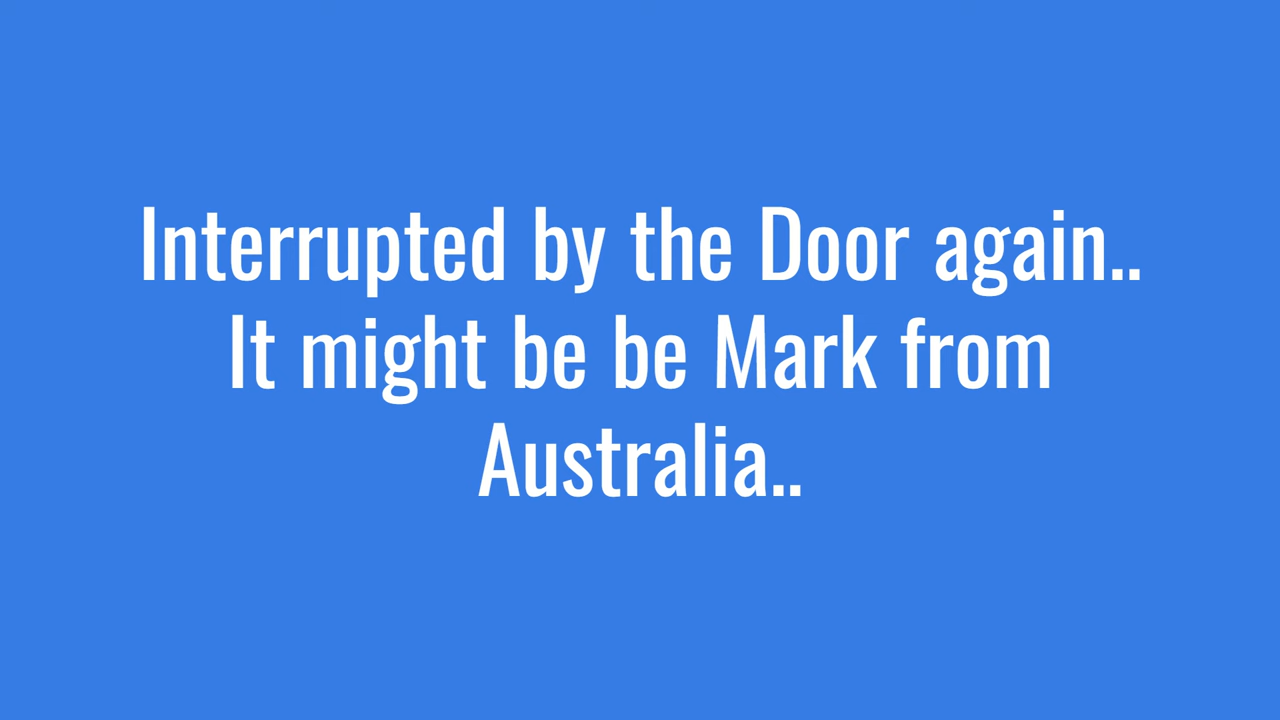 Interrupted by the Door again..
It might be be Mark from
Australia..